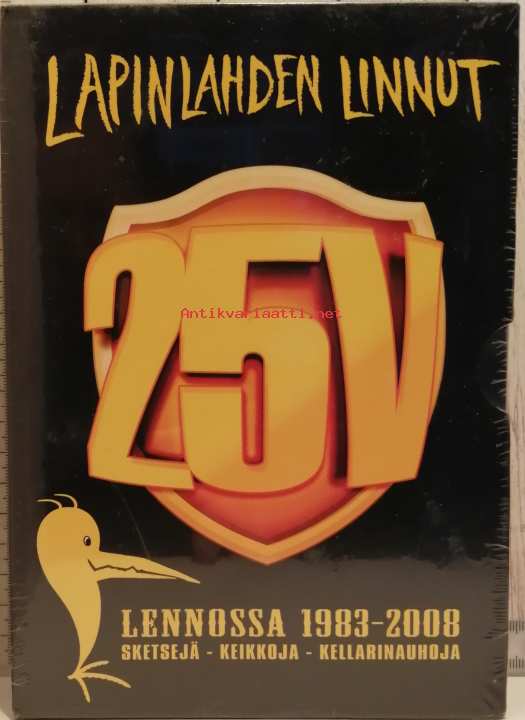 LAPINLAHDEN LINNUT
25V
Antikvariaatti.net
LENNOSSA 1983-2008
SKETSEJÄ - KEIKKOJA - KELLARINAUHOJA